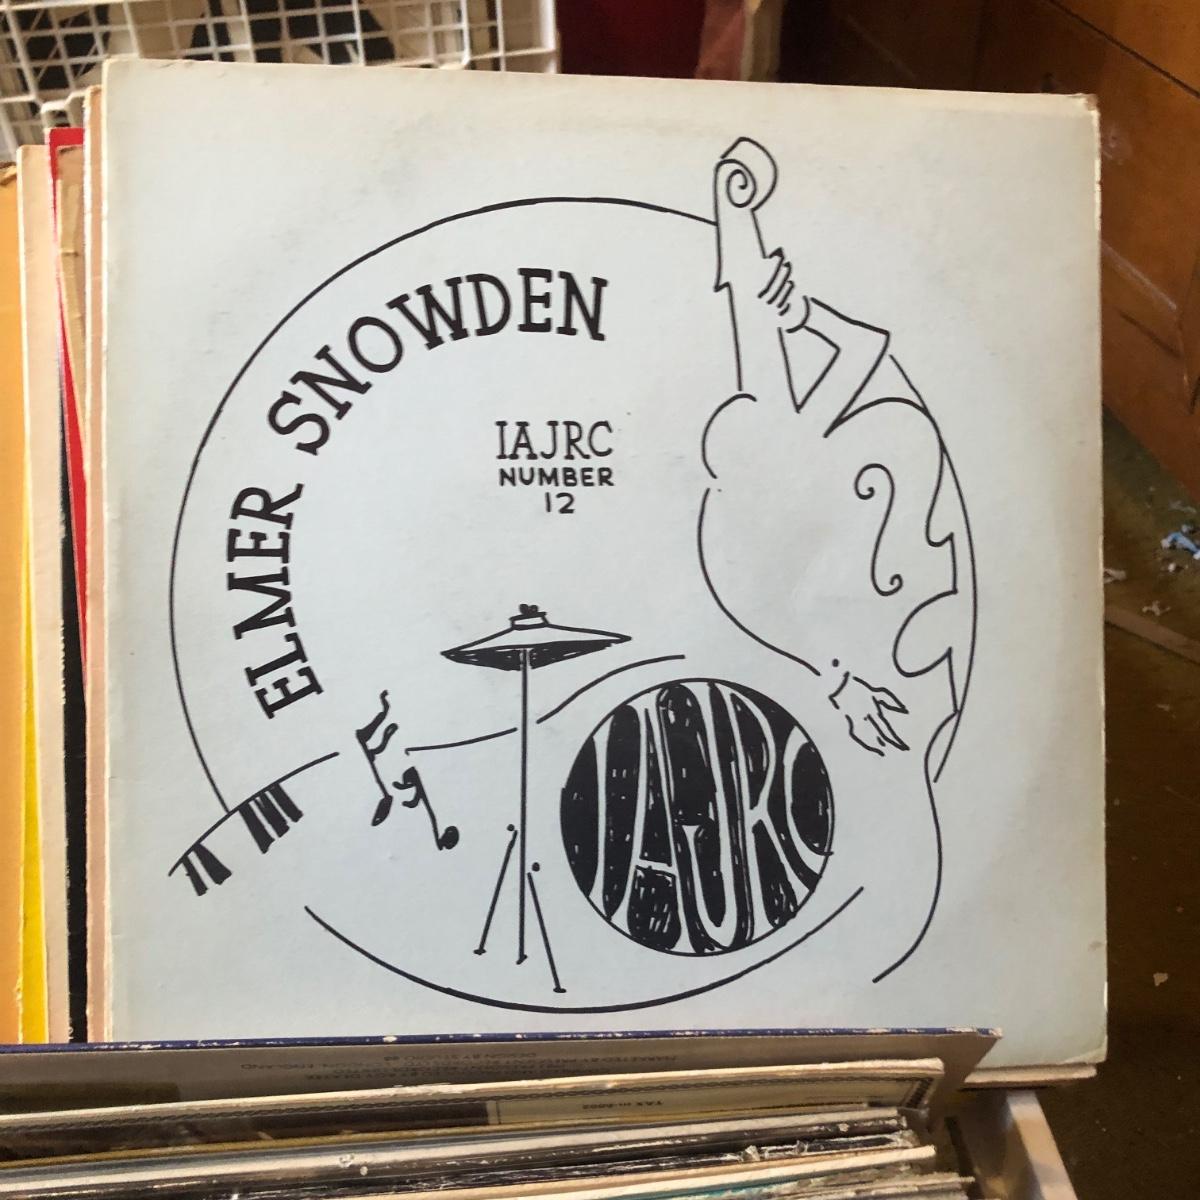 ELMER SNOWDEN
IAJRC
NUMBER
12
IAJRC